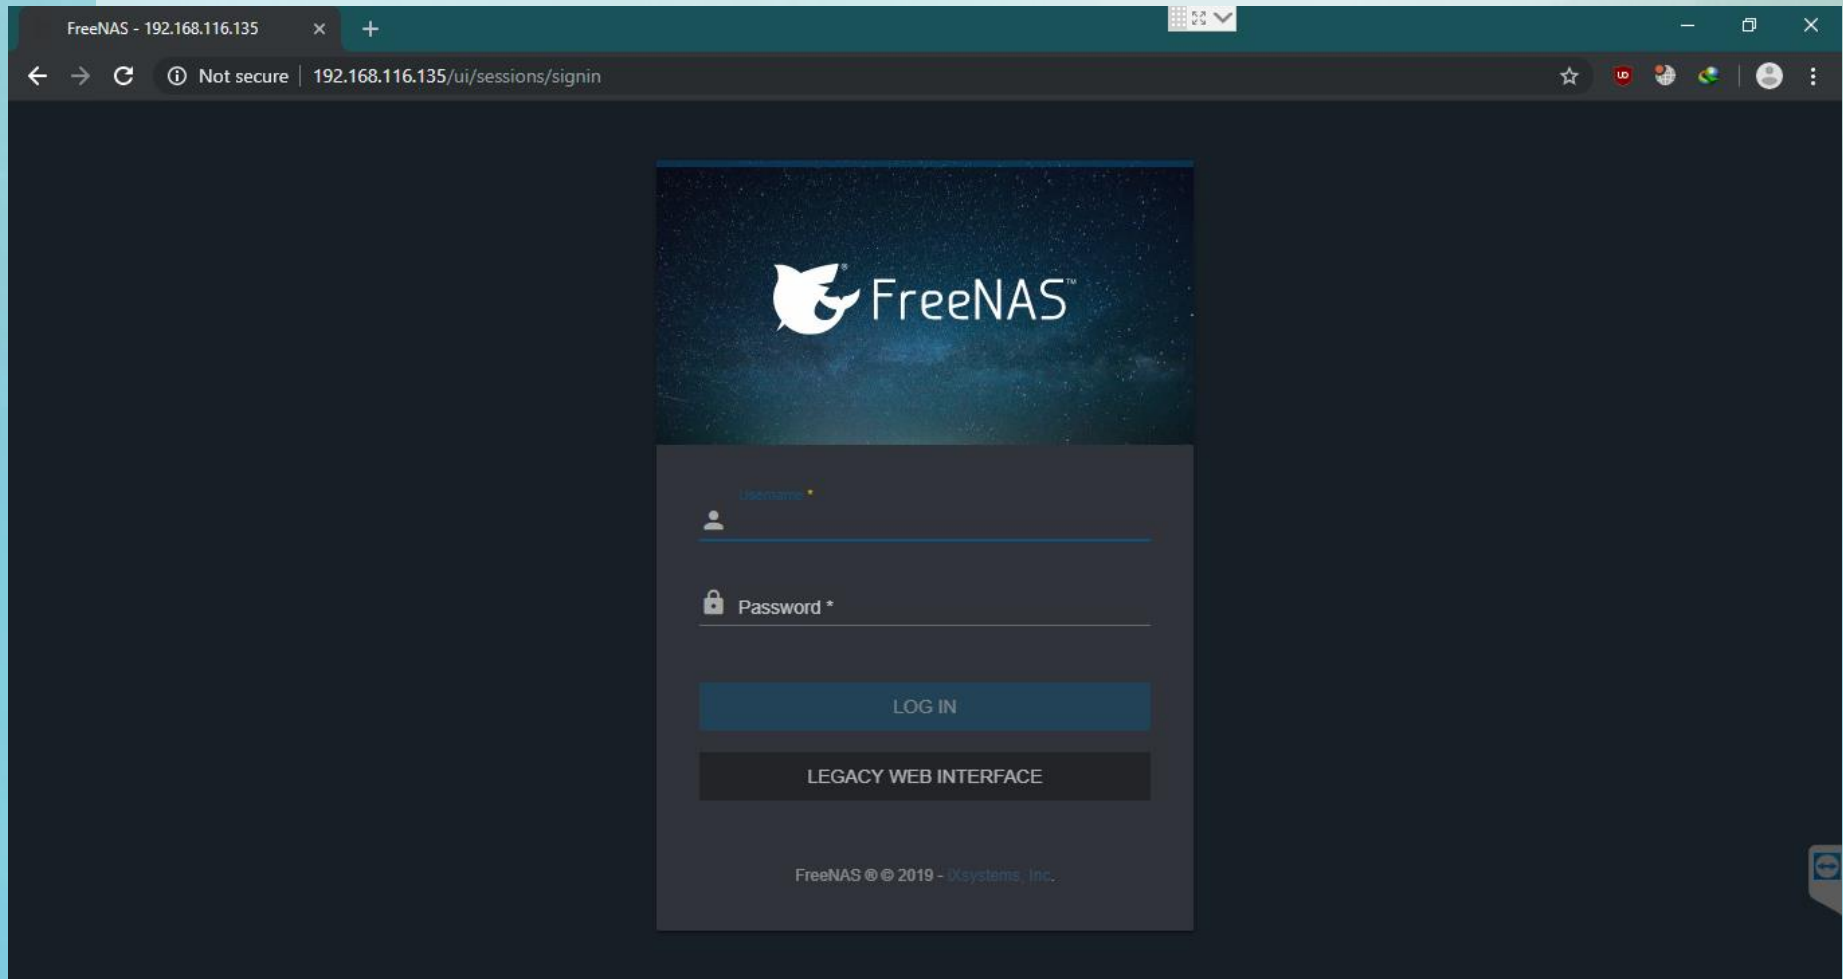 FreeNAS - 192.168.116.135
Not secure | 192.168.116.135/ui/sessions/signin
FreeNAS™
Username *
Password *
LOG IN
LEGACY WEB INTERFACE
FreeNAS ® © 2019 - iXsystems, Inc.